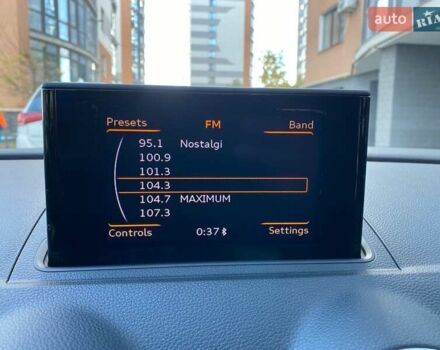 auto RIA
Presets FM Band
95.1 Nostalgi
100.9
101.3
104.3
104.7 MAXIMUM
107.3
Controls 0:37 Settings